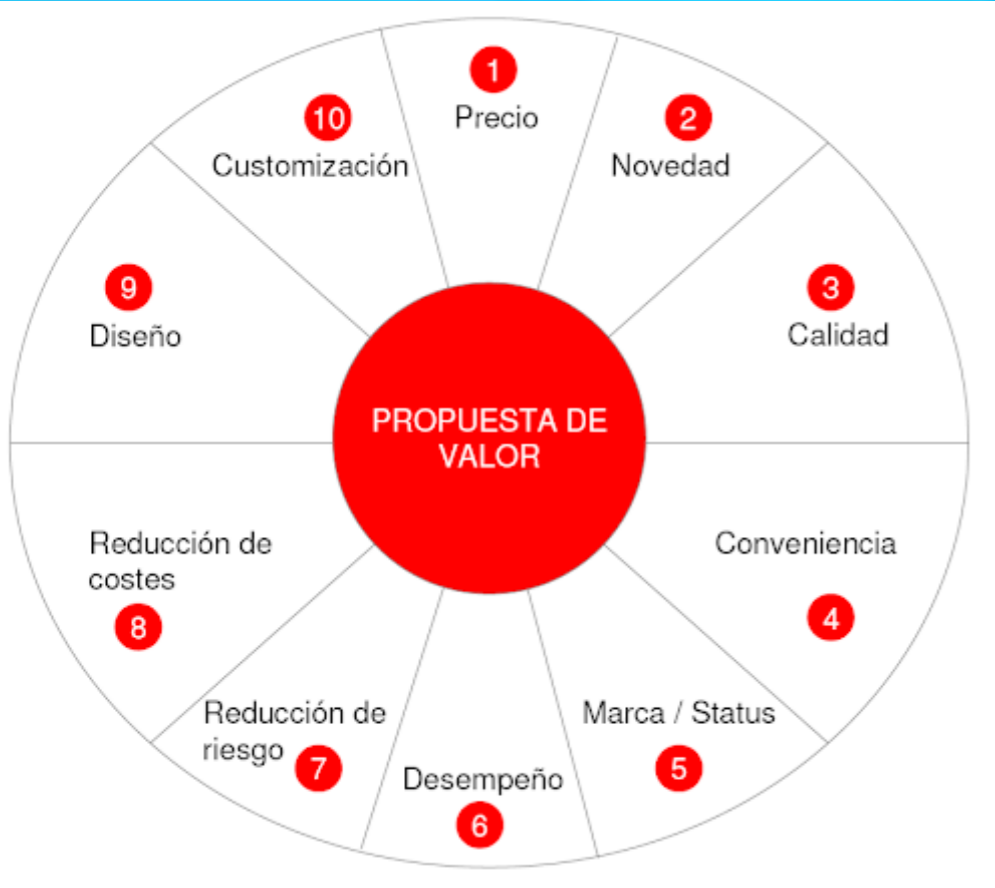 1
Precio
2
Novedad
3
Calidad
Conveniencia
4
Marca / Status
5
Desempeño
6
Reducción de
riesgo
7
Reducción de
costes
8
9
Diseño
10
Customización
PROPUESTA DE
VALOR